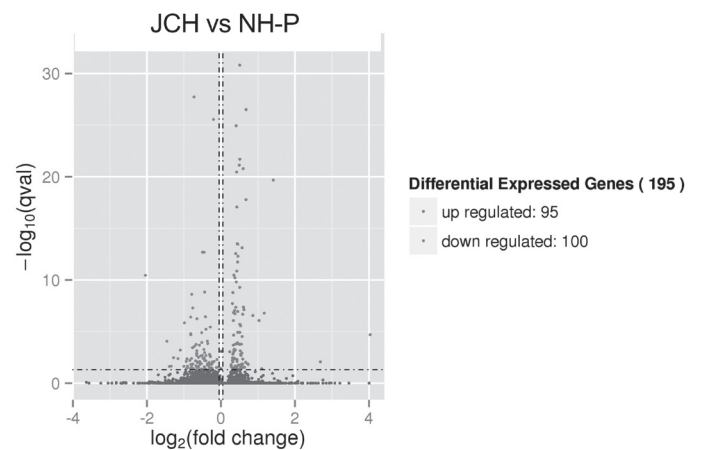 JCH vs NH-P
30
20
10
0
-4 -2 0 2 4
−log10(qval)
log2(fold change)
Differential Expressed Genes ( 195 )
up regulated: 95
down regulated: 100